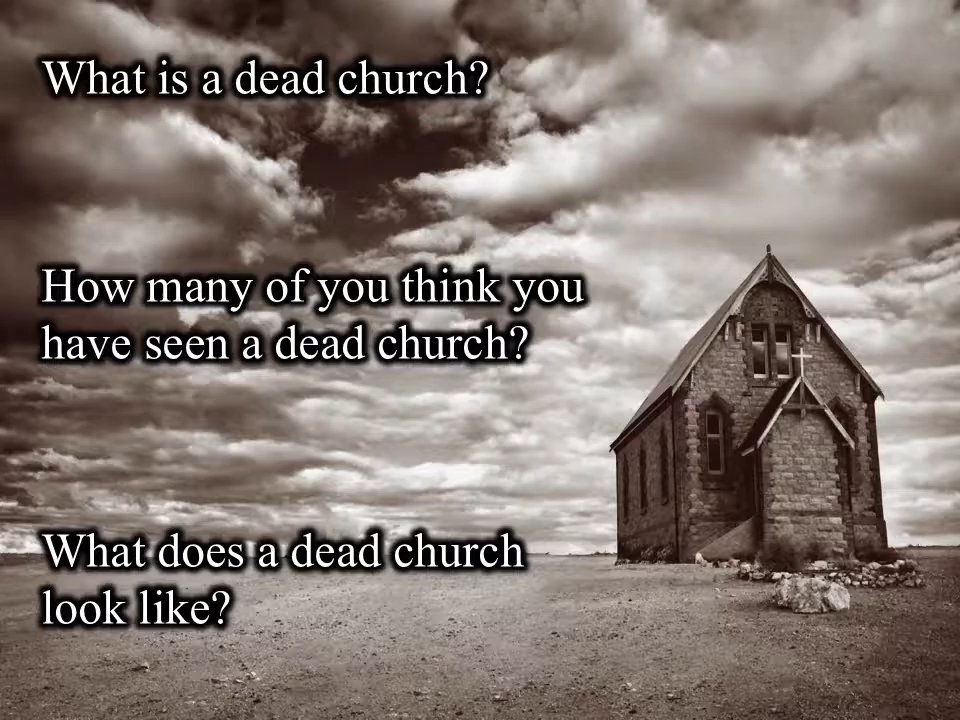 What is a dead church?
How many of you think you
have seen a dead church?
What does a dead church
look like?